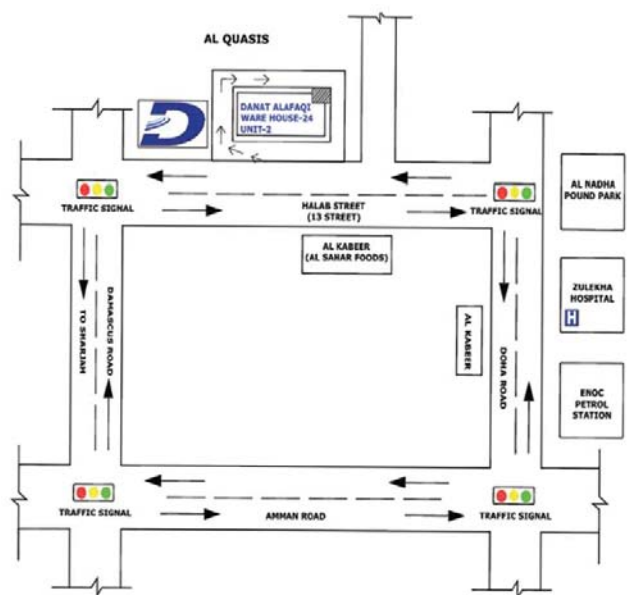 AL QUASIS
DANAT ALAFAQI
WARE HOUSE-24
UNIT-2
TRAFFIC SIGNAL
HALAB STREET
(13 STREET)
TRAFFIC SIGNAL
AL NADHA
POUND PARK
AL KABEER
(AL SAHAR FOODS)
ZULEKHA
HOSPITAL
H
TO SHARJAH
DAMASCUS ROAD
AL KABEER
DOHA ROAD
ENOC
PETROL
STATION
TRAFFIC SIGNAL
AMMAN ROAD
TRAFFIC SIGNAL